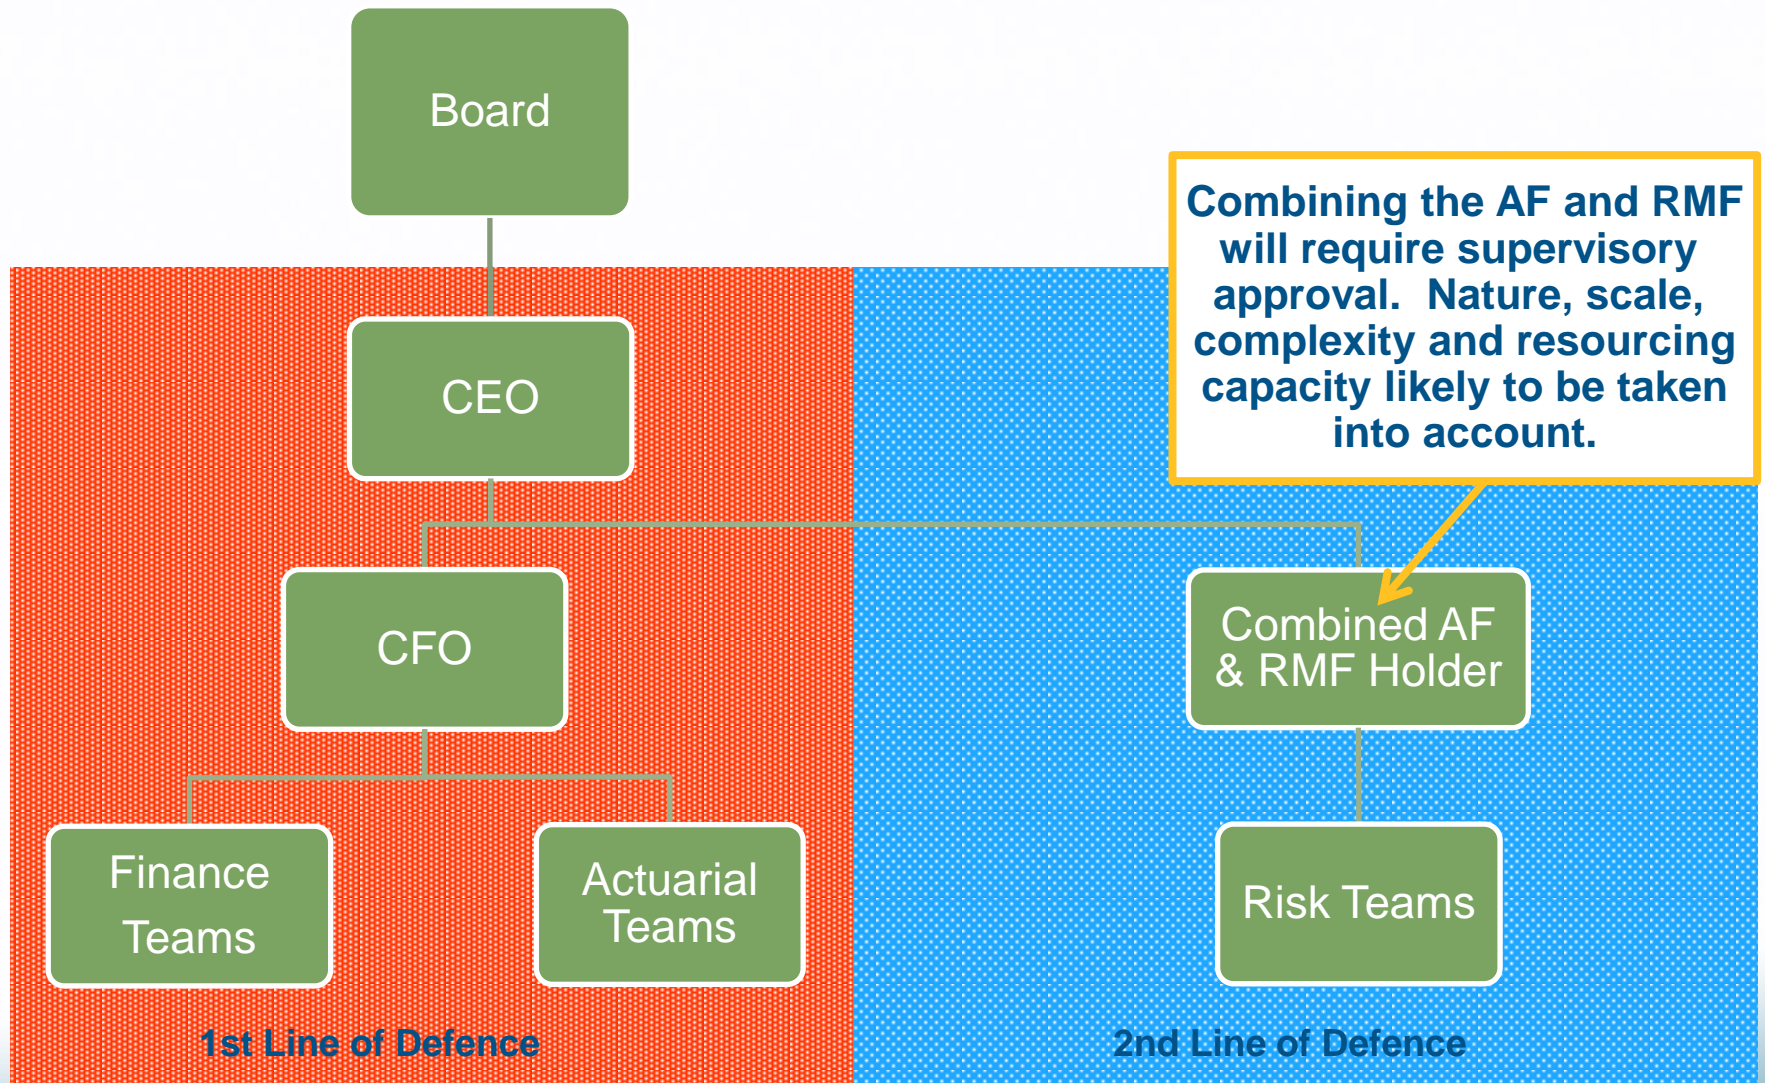 Board
Combining the AF and RMF
will require supervisory
approval.  Nature, scale,
complexity and resourcing
capacity likely to be taken
into account.
CEO
CFO
Combined AF
& RMF Holder
Finance
Teams
Actuarial
Teams
Risk Teams
1st Line of Defence
2nd Line of Defence